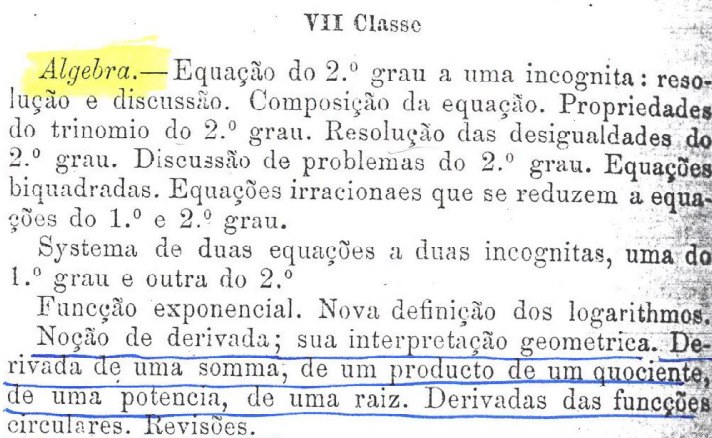 VII Classe
Algebra.—Equação do 2.º grau a uma incognita: reso-
lução e discussão. Composição da equação. Propriedades
do trinomio do 2.º grau. Resolução das desigualdades do
2.º grau. Discussão de problemas do 2.º grau. Equações
biquadradas. Equações irracionaes que se reduzem a equa-
ções do 1.º e 2.º grau.
Systema de duas equações a duas incognitas, uma do
1.º grau e outra do 2.º
Funcção exponencial. Nova definição dos logarithmos.
Noção de derivada; sua interpretação geometrica. De-
rivada de uma somma, de um producto de um quociente,
de uma potencia, de uma raiz. Derivadas das funcções
circulares. Revisões.